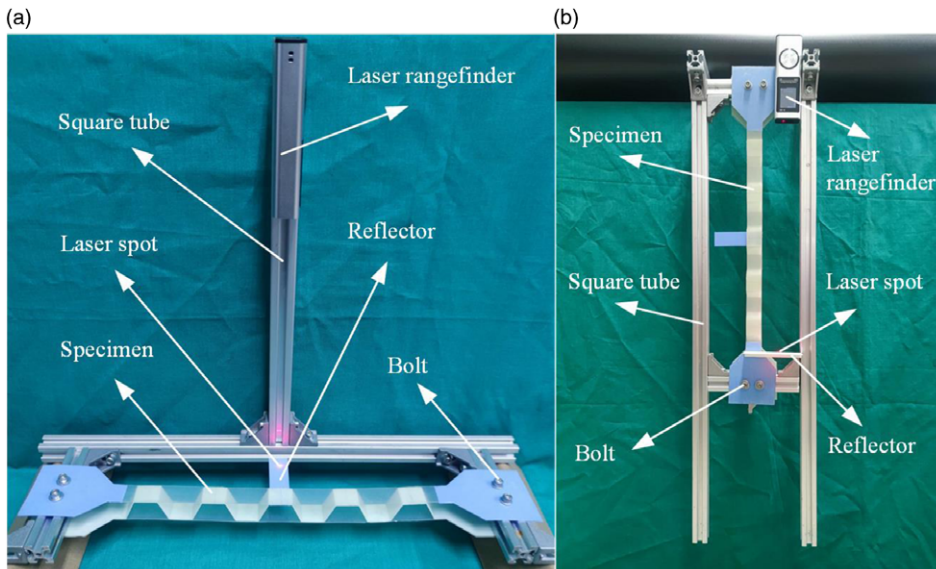 (a)
Laser rangefinder
Square tube
Laser spot
Reflector
Specimen
Bolt
(b)
Specimen
Laser
rangefinder
Square tube
Laser spot
Bolt
Reflector